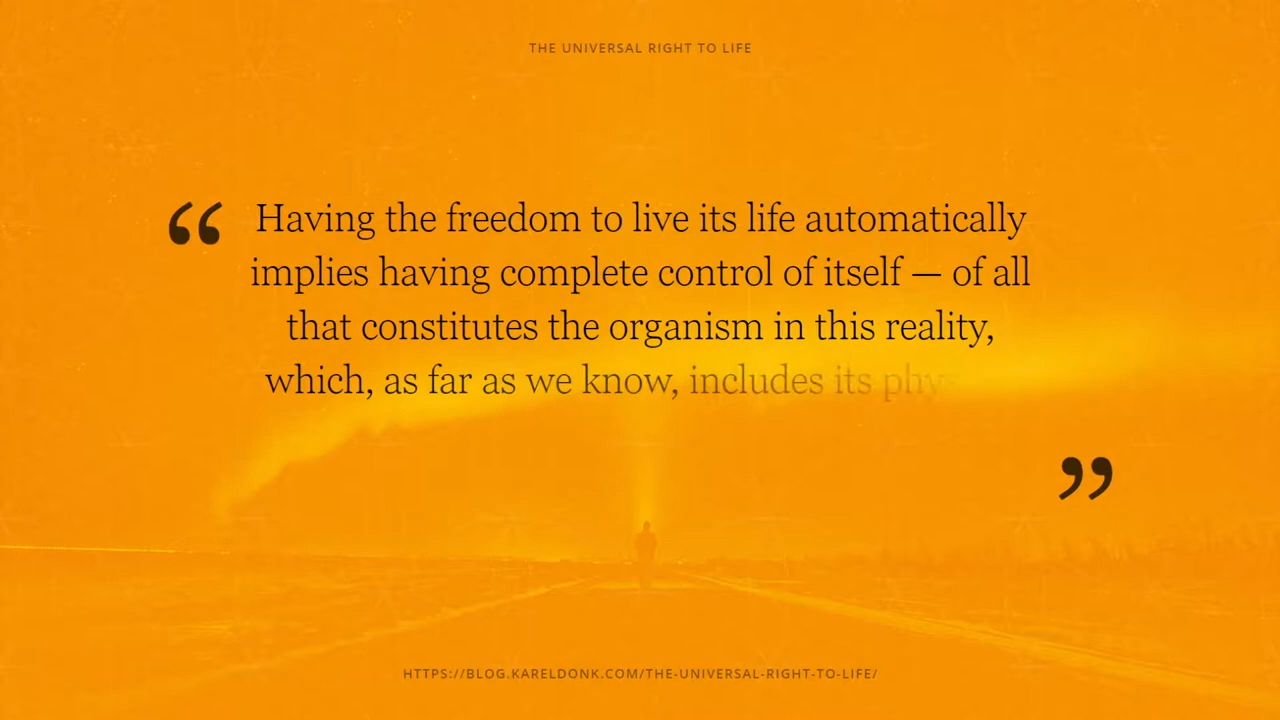 THE UNIVERSAL RIGHT TO LIFE
“ Having the freedom to live its life automatically
implies having complete control of itself — of all
that constitutes the organism in this reality,
which, as far as we know, includes its
”
HTTPS://BLOG.KARELDONK.COM/THE-UNIVERSAL-RIGHT-TO-LIFE/